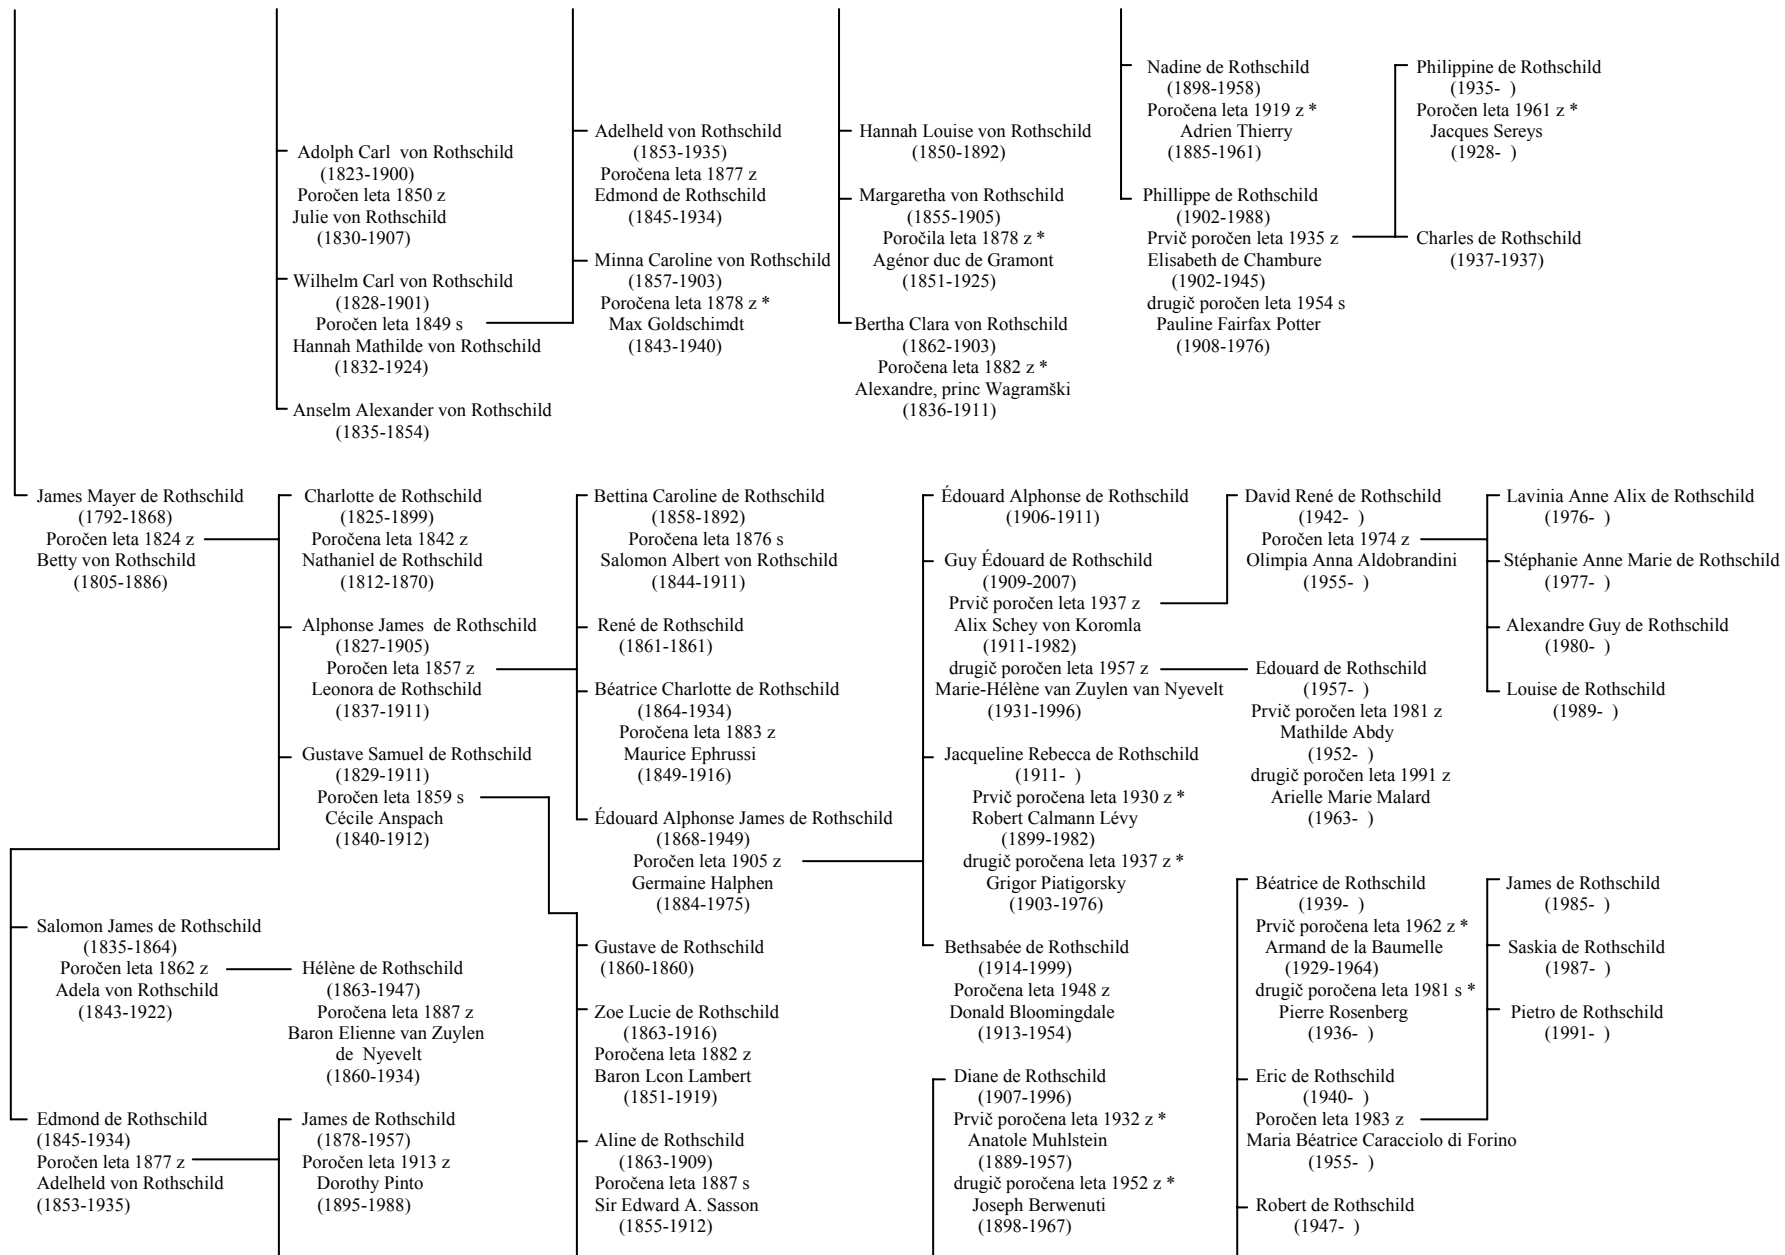 Nadine de Rothschild
(1898-1958)
Poročena leta 1919 z *
Adrien Thierry
(1885-1961)
Philippine de Rothschild
(1935- )
Poročen leta 1961 z *
Jacques Sereys
(1928- )
Adolph Carl von Rothschild
(1823-1900)
Poročen leta 1850 z
Julie von Rothschild
(1830-1907)
Adelheld von Rothschild
(1853-1935)
Poročena leta 1877 z
Edmond de Rothschild
(1845-1934)
Hannah Louise von Rothschild
(1850-1892)
Margaretha von Rothschild
(1855-1905)
Poročila leta 1878 z *
Agénor duc de Gramont
(1851-1925)
Phillippe de Rothschild
(1902-1988)
Prvič poročen leta 1935 z
Elisabeth de Chambure
(1902-1945)
drugič poročen leta 1954 s
Pauline Fairfax Potter
(1908-1976)
Charles de Rothschild
(1937-1937)
Wilhelm Carl von Rothschild
(1828-1901)
Poročen leta 1849 s
Hannah Mathilde von Rothschild
(1832-1924)
Minna Caroline von Rothschild
(1857-1903)
Poročena leta 1878 z *
Max Goldschimdt
(1843-1940)
Bertha Clara von Rothschild
(1862-1903)
Poročena leta 1882 z *
Alexandre, princ Wagramški
(1836-1911)
Anselm Alexander von Rothschild
(1835-1854)
James Mayer de Rothschild
(1792-1868)
Poročen leta 1824 z
Betty von Rothschild
(1805-1886)
Charlotte de Rothschild
(1825-1899)
Poročena leta 1842 z
Nathaniel de Rothschild
(1812-1870)
Alphonse James de Rothschild
(1827-1905)
Poročen leta 1857 z
Leonora de Rothschild
(1837-1911)
Gustave Samuel de Rothschild
(1829-1911)
Poročen leta 1859 s
Cécile Anspach
(1840-1912)
Bettina Caroline de Rothschild
(1858-1892)
Poročena leta 1876 s
Salomon Albert von Rothschild
(1844-1911)
René de Rothschild
(1861-1861)
Béatrice Charlotte de Rothschild
(1864-1934)
Poročena leta 1883 z
Maurice Ephrussi
(1849-1916)
Édouard Alphonse James de Rothschild
(1868-1949)
Poročen leta 1905 z
Germaine Halphen
(1884-1975)
Édouard Alphonse de Rothschild
(1906-1911)
Guy Édouard de Rothschild
(1909-2007)
Prvič poročen leta 1937 z
Alix Schey von Koromla
(1911-1982)
drugič poročen leta 1957 z
Marie-Hélène van Zuylen van Nyevelt
(1931-1996)
Jacqueline Rebecca de Rothschild
(1911- )
Prvič poročena leta 1930 z *
Robert Calmann Lévy
(1899-1982)
drugič poročena leta 1937 z *
Grigor Piatigorsky
(1903-1976)
Bethsabée de Rothschild
(1914-1999)
Poročena leta 1948 z
Donald Bloomingdale
(1913-1954)
David René de Rothschild
(1942- )
Poročen leta 1974 z
Olimpia Anna Aldobrandini
(1955- )
Edouard de Rothschild
(1957- )
Prvič poročen leta 1981 z
Mathilde Abdy
(1952- )
drugič poročen leta 1991 z
Arielle Marie Malard
(1963- )
Lavinia Anne Alix de Rothschild
(1976- )
Stéphanie Anne Marie de Rothschild
(1977- )
Alexandre Guy de Rothschild
(1980- )
Louise de Rothschild
(1989- )
Salomon James de Rothschild
(1835-1864)
Poročen leta 1862 z
Adela von Rothschild
(1843-1922)
Hélène de Rothschild
(1863-1947)
Poročena leta 1887 z
Baron Elienne van Zuylen
de Nyevelt
(1860-1934)
Edmond de Rothschild
(1845-1934)
Poročen leta 1877 z
Adelheld von Rothschild
(1853-1935)
James de Rothschild
(1878-1957)
Poročen leta 1913 z
Dorothy Pinto
(1895-1988)
Gustave de Rothschild
(1860-1860)
Zoe Lucie de Rothschild
(1863-1916)
Poročena leta 1882 z
Baron Lcon Lambert
(1851-1919)
Aline de Rothschild
(1863-1909)
Poročena leta 1887 s
Sir Edward A. Sasson
(1855-1912)
Diane de Rothschild
(1907-1996)
Prvič poročena leta 1932 z *
Anatole Muhlstein
(1889-1957)
drugič poročena leta 1952 z *
Joseph Berwenuti
(1898-1967)
Béatrice de Rothschild
(1939- )
Prvič poročena leta 1962 z *
Armand de la Baumelle
(1929-1964)
drugič poročena leta 1981 s *
Pierre Rosenberg
(1936- )
Eric de Rothschild
(1940- )
Poročen leta 1983 z
Maria Béatrice Caracciolo di Forino
(1955- )
Robert de Rothschild
(1947- )
James de Rothschild
(1985- )
Saskia de Rothschild
(1987- )
Pietro de Rothschild
(1991- )